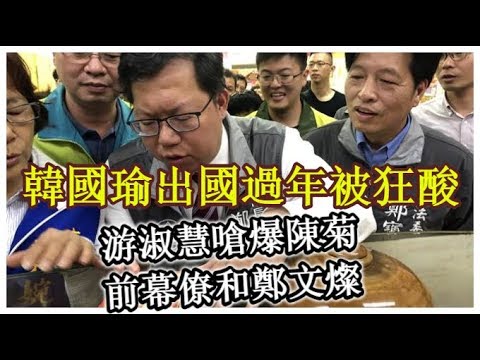 韓國瑜出國過年被狂酸
游淑慧嗆爆陳菊
前幕僚和鄭文燦